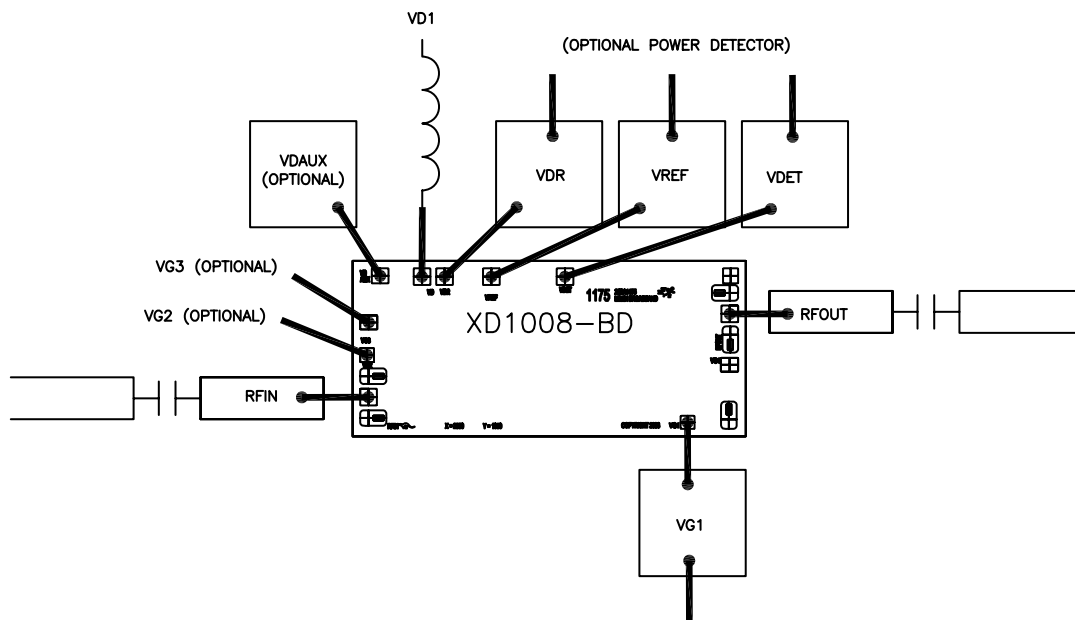 VD1
(OPTIONAL POWER DETECTOR)
VDAUX
(OPTIONAL)
VDR
VREF
VDET
VG3 (OPTIONAL)
VG2 (OPTIONAL)
1175
XD1008-BD
RFOUT
RFIN
VG1